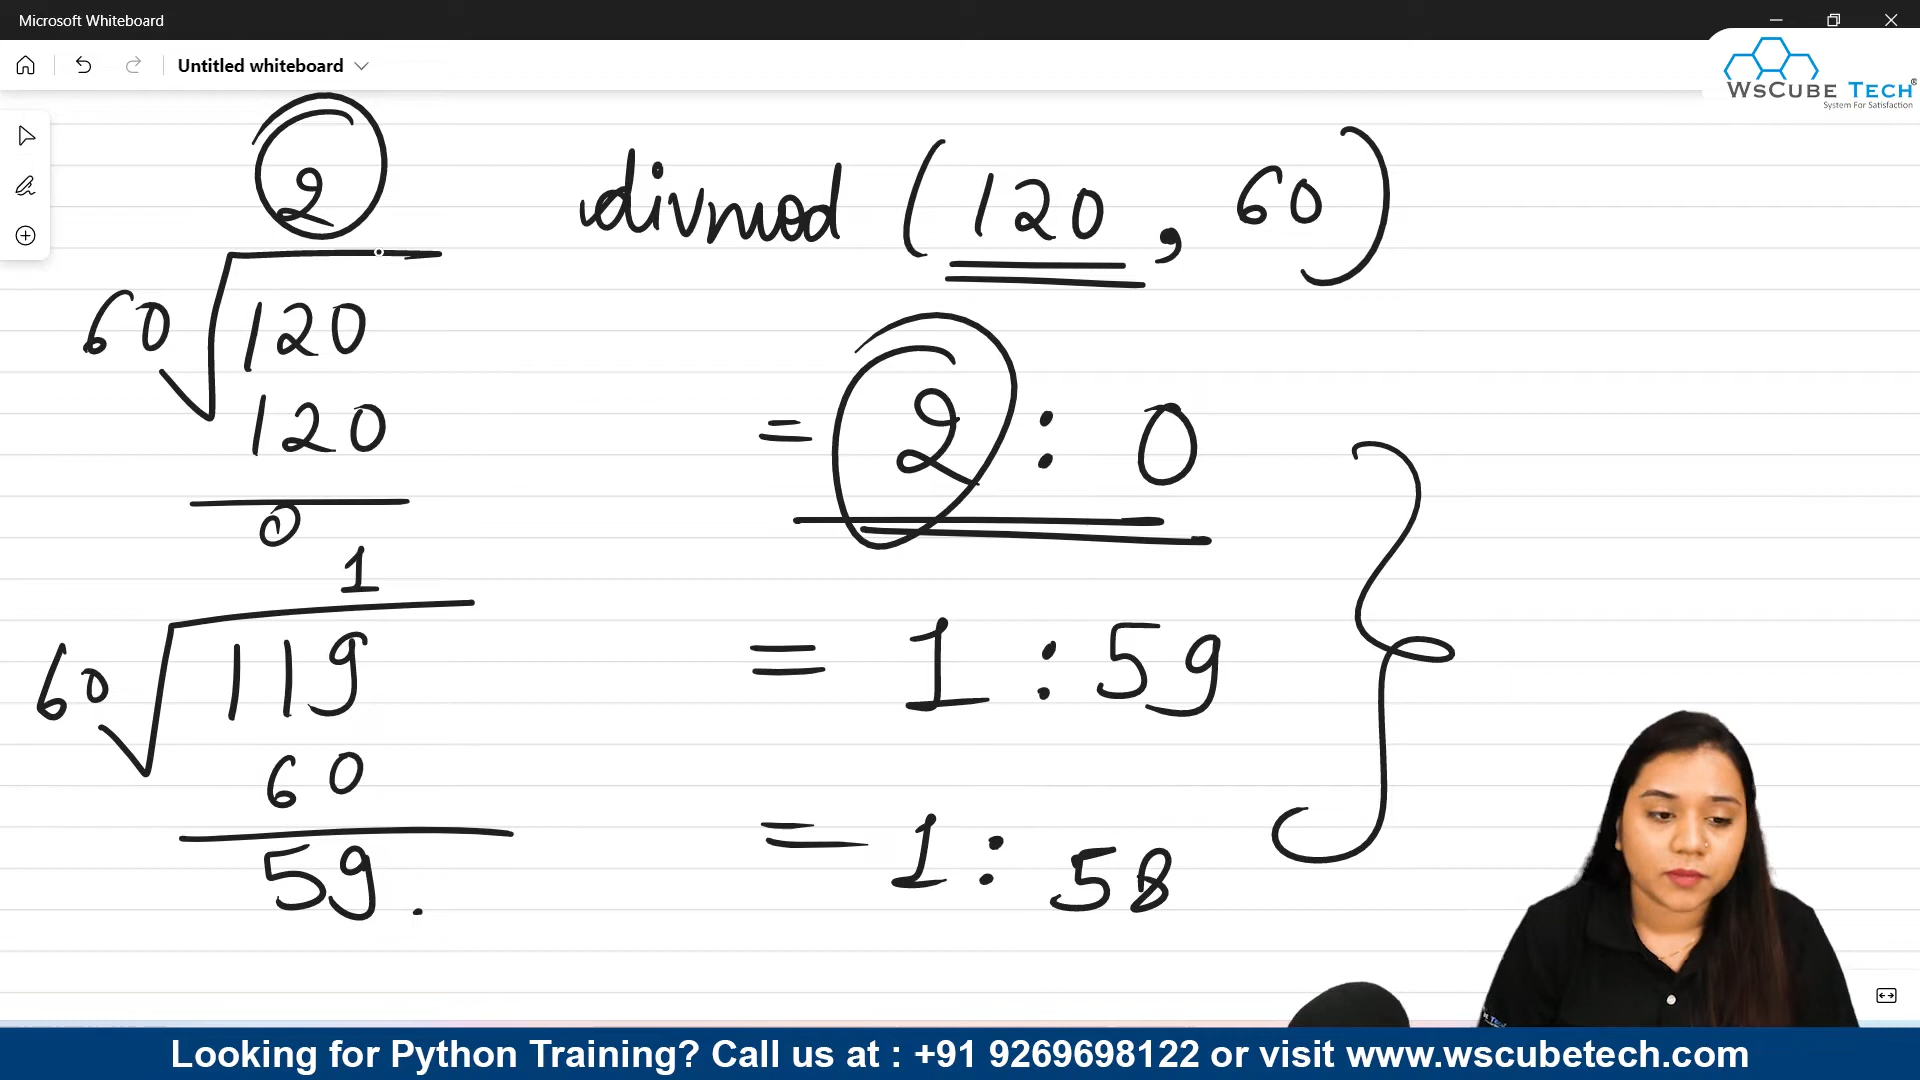 Microsoft Whiteboard
Untitled whiteboard
WsCube Tech®
System For Satisfaction
2
60 120
120
0
1
60 119
60
59.
divmod (120, 60)
= 2 : 0
= 1 : 59
= 1 : 58
Looking for Python Training? Call us at : +91 9269698122 or visit www.wscubetech.com